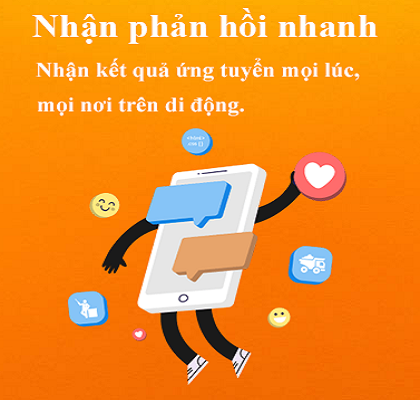 Nhận phản hồi nhanh
Nhận kết quả ứng tuyển mọi lúc,
mọi nơi trên di động.